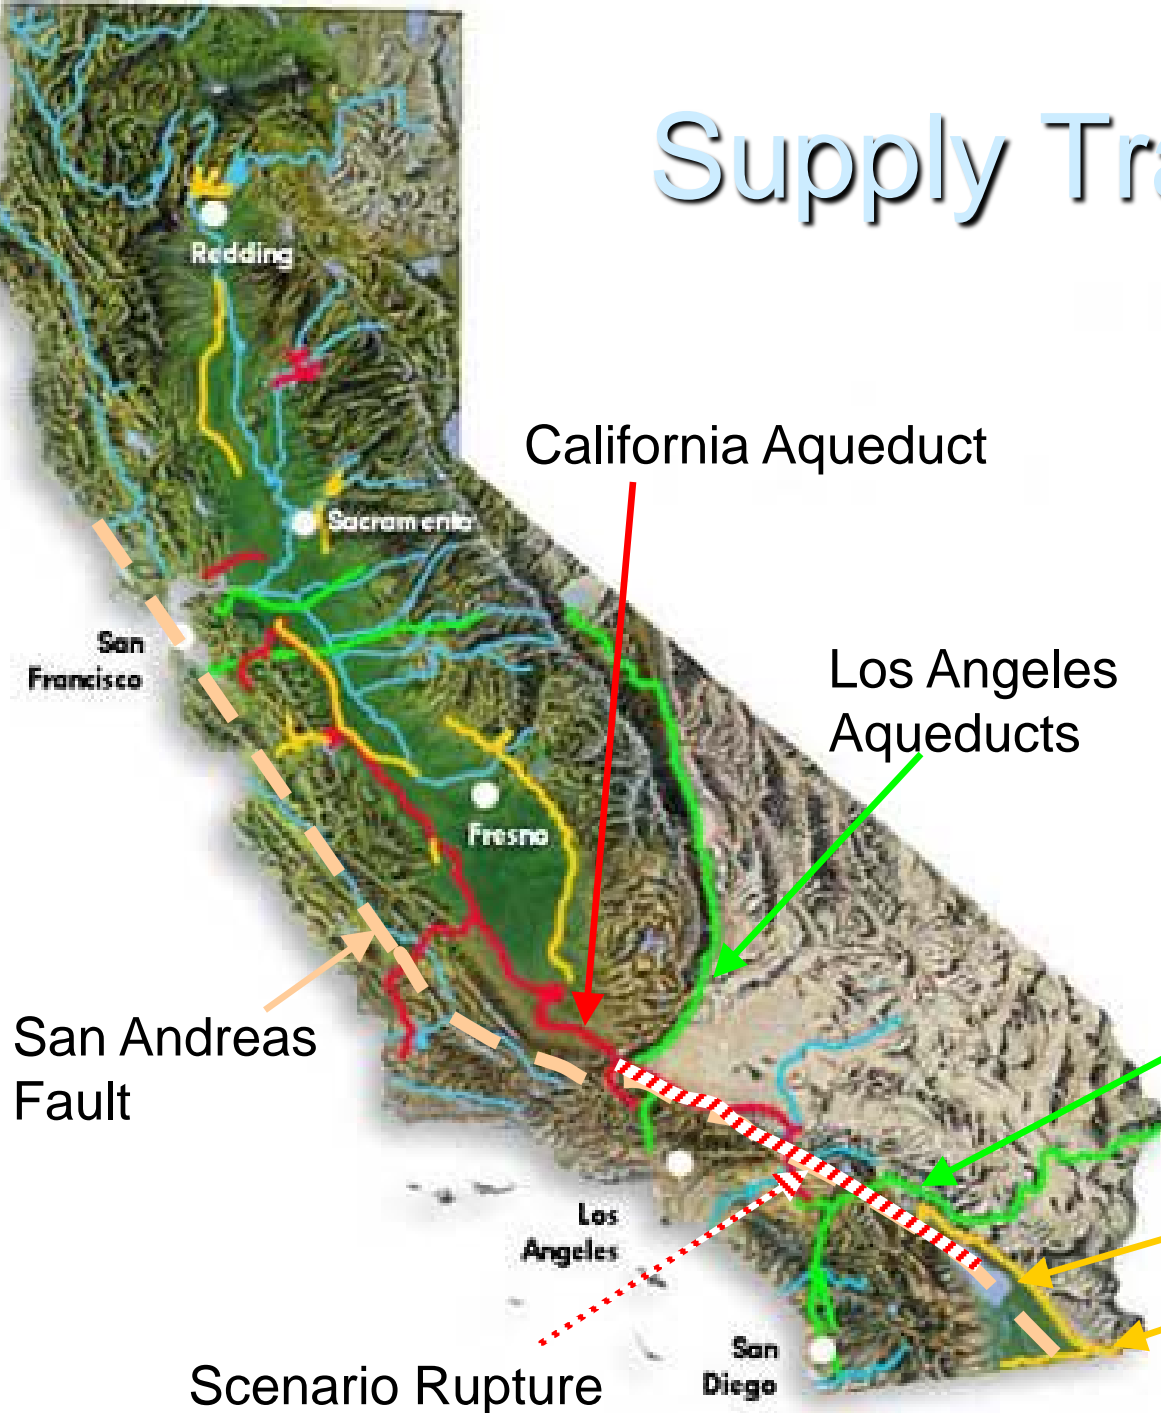 Supply Tra
Redding
California Aqueduct
Sacramento
San
Francisco
Los Angeles
Aqueducts
Fresno
San Andreas
Fault
Los
Angeles
San
Diego
Scenario Rupture